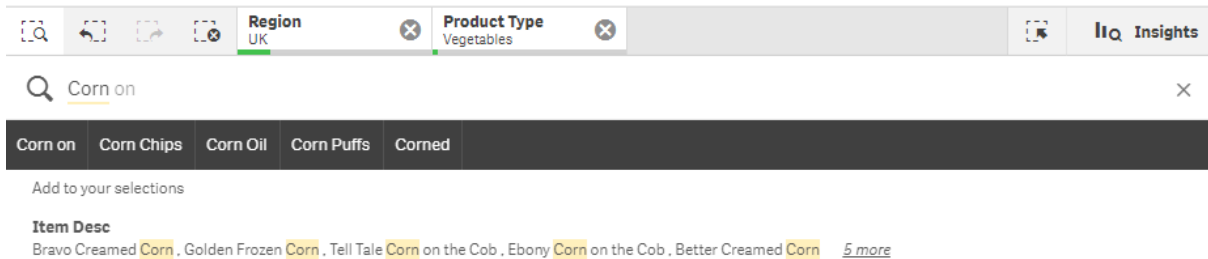 Region
UK
Product Type
Vegetables
Insights
Corn on
Corn on Corn Chips Corn Oil Corn Puffs Corned
Add to your selections
Item Desc
Bravo Creamed Corn , Golden Frozen Corn , Tell Tale Corn on the Cob , Ebony Corn on the Cob , Better Creamed Corn 5 more